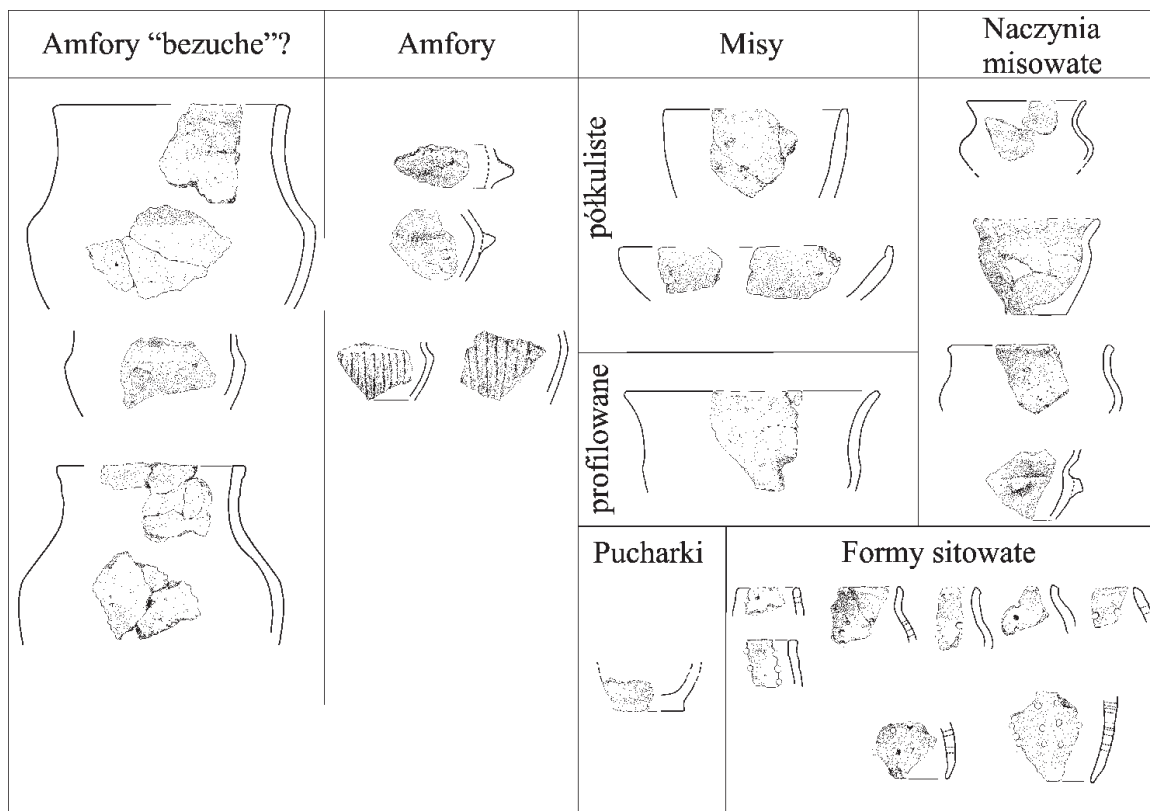 Amfory “bezuche”?
Amfory
Misy
Naczynia
misowate
półkuliste
profilowane
Pucharki
Formy sitowate